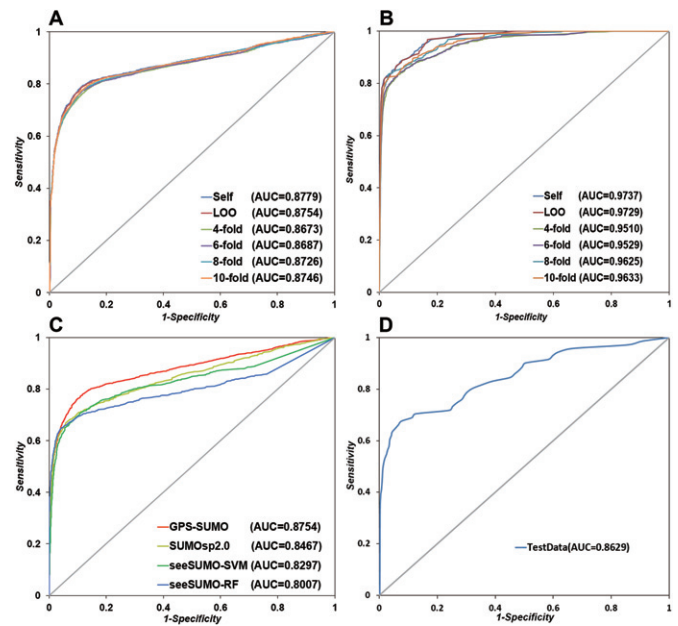 A
1
0.8
0.6
0.4
0.2
0
Sensitivity
Self (AUC=0.8779)
LOO (AUC=0.8754)
4-fold (AUC=0.8673)
6-fold (AUC=0.8687)
8-fold (AUC=0.8726)
10-fold (AUC=0.8746)
0 0.2 0.4 0.6 0.8 1
1-Specificity
B
1
0.8
0.6
0.4
0.2
0
Sensitivity
Self (AUC=0.9737)
LOO (AUC=0.9729)
4-fold (AUC=0.9510)
6-fold (AUC=0.9529)
8-fold (AUC=0.9625)
10-fold (AUC=0.9633)
0 0.2 0.4 0.6 0.8 1
1-Specificity
C
1
0.8
0.6
0.4
0.2
0
Sensitivity
GPS-SUMO (AUC=0.8754)
SUMOsp2.0 (AUC=0.8467)
seeSUMO-SVM (AUC=0.8297)
seeSUMO-RF (AUC=0.8007)
0 0.2 0.4 0.6 0.8 1
1-Specificity
D
1
0.8
0.6
0.4
0.2
0
Sensitivity
TestData(AUC=0.8629)
0 0.2 0.4 0.6 0.8 1
1-Specificity